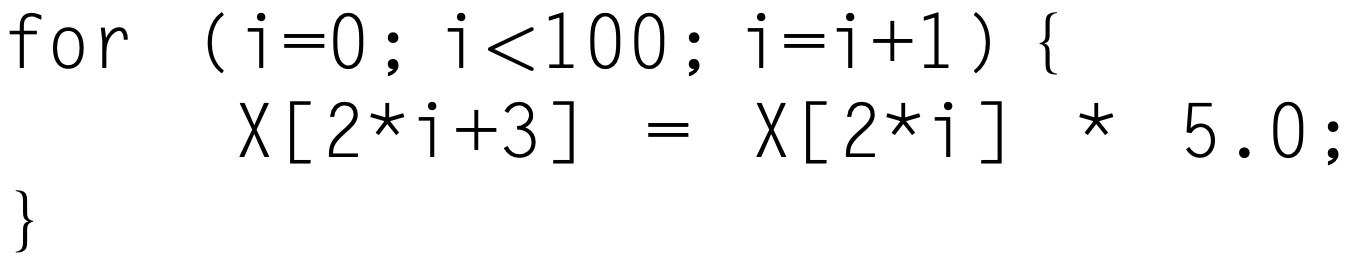 for (i=0; i<100; i=i+1) {
    X[2*i+3] = X[2*i] * 5.0;
}